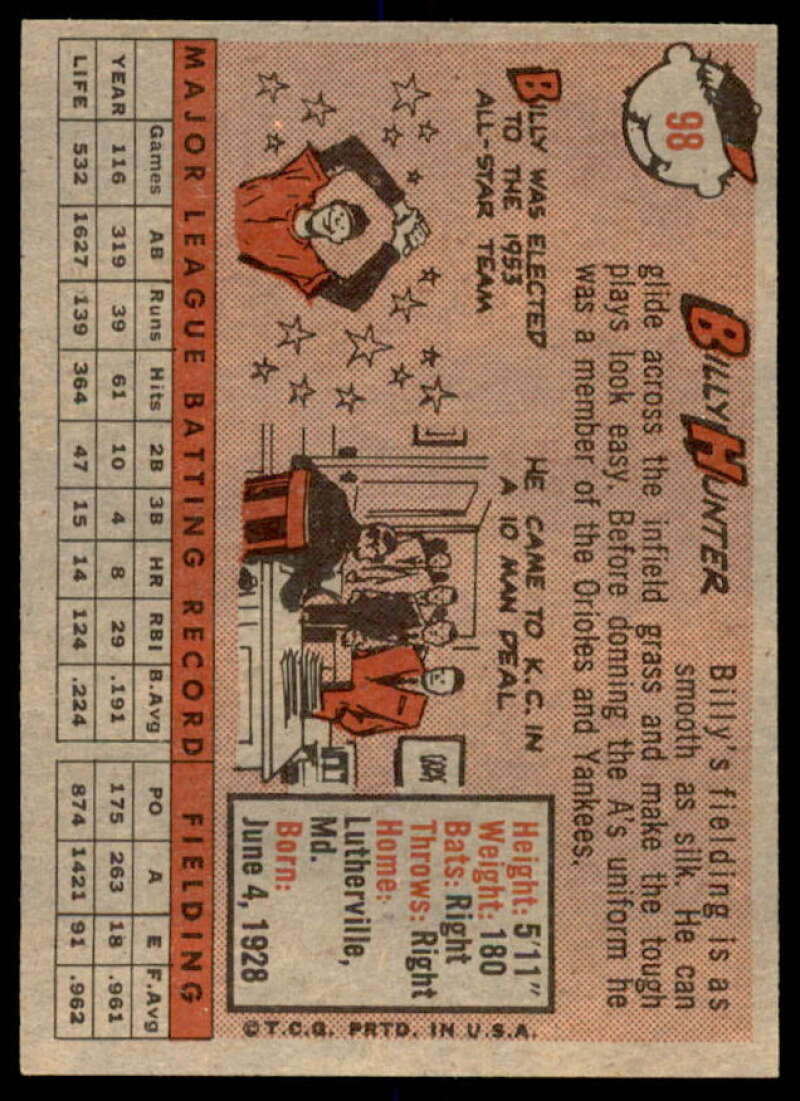 98
BILLY HUNTER
Billy's fielding is as
smooth as silk. He can
glide across the infield grass and make the tough
plays look easy. Before donning the A's uniform he
was a member of the Orioles and Yankees.
BILLY WAS ELECTED
TO THE 1953
ALL-STAR TEAM
HE CAME TO K.C. IN
A 10 MAN DEAL
Height: 5'11"
Weight: 180
Bats: Right
Throws: Right
Home:
Lutherville,
Md.
Born:
June 4, 1928
© T.C.G. PRTD. IN U.S.A.
MAJOR LEAGUE BATTING RECORD FIELDING
Games AB Runs Hits 2B 3B HR RBI B.Avg PO A E F.Avg
YEAR 116 319 39 61 10 4 8 29 .191 175 263 18 .961
LIFE 532 1627 139 364 47 15 14 124 .224 874 1421 91 .962